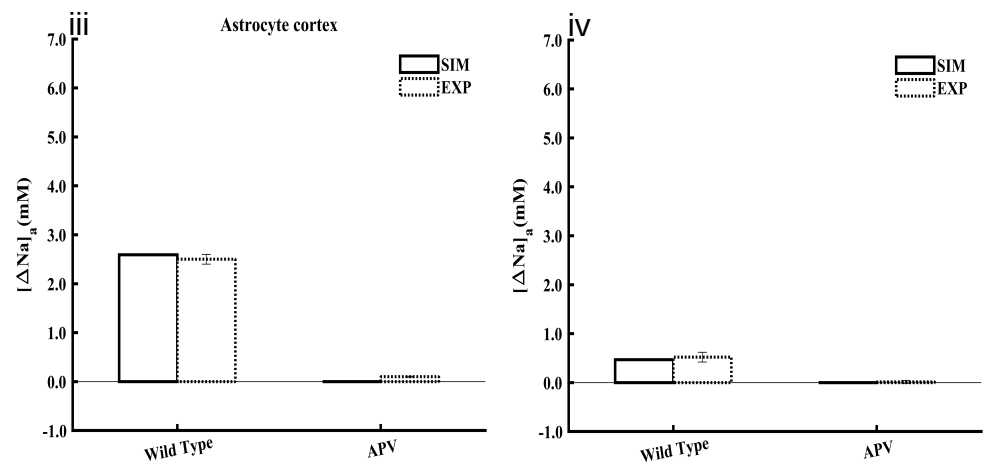 iii
Astrocyte cortex
7.0
6.0
5.0
4.0
3.0
2.0
1.0
0.0
-1.0
[ΔNa]a(mM)
SIM
EXP
Wild Type
APV
iv
7.0
6.0
5.0
4.0
3.0
2.0
1.0
0.0
-1.0
[ΔNa]a(mM)
SIM
EXP
Wild Type
APV